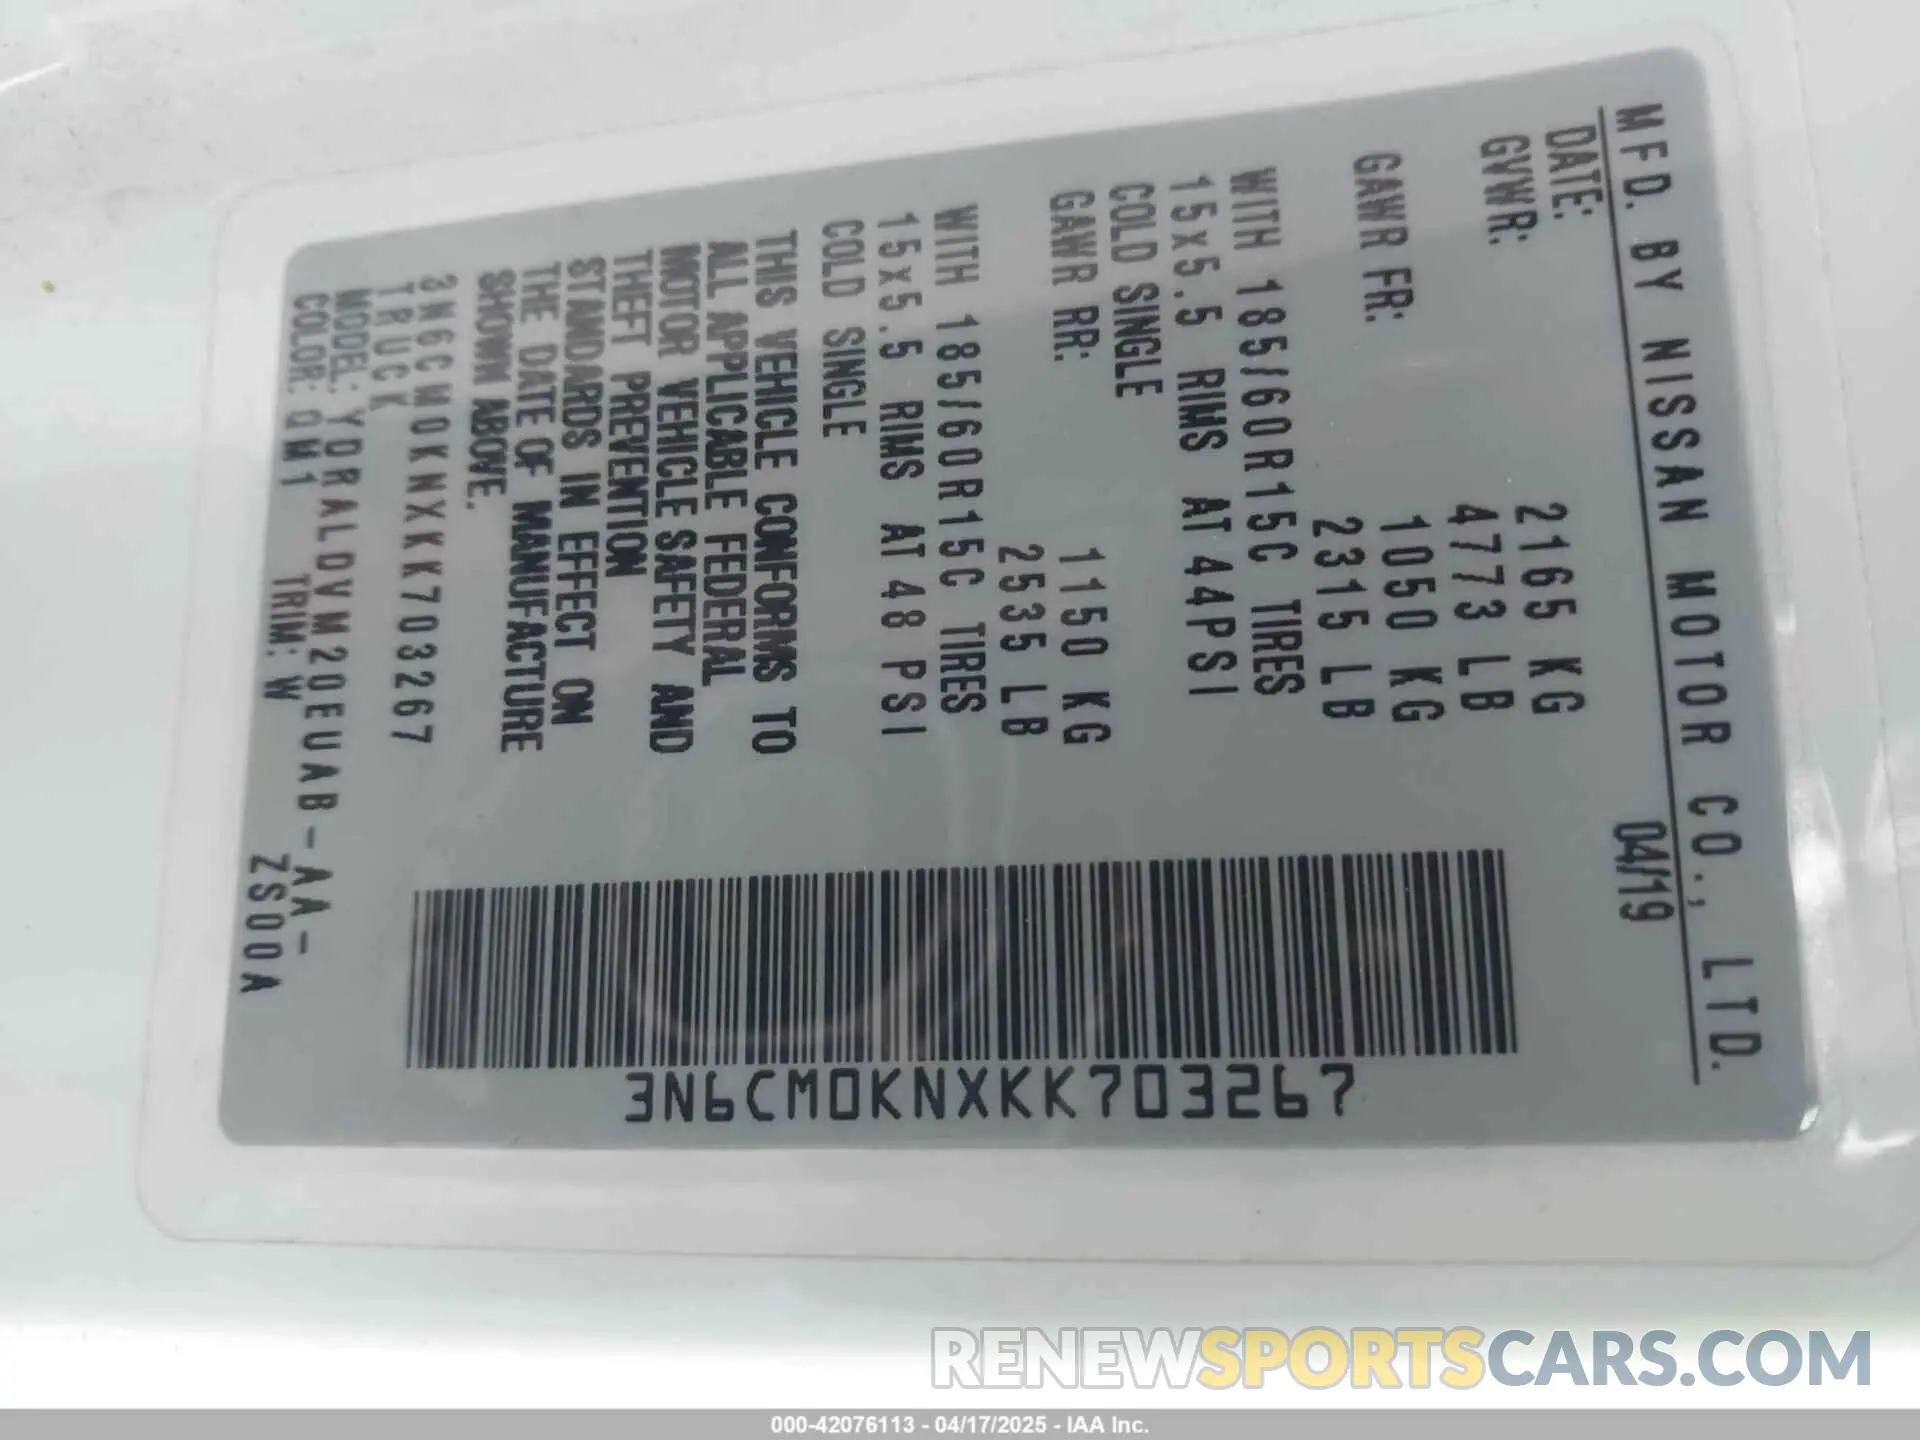 MFD. BY NISSAN MOTOR CO., LTD.
DATE: 04/19
GVWR: 2165 KG
4773 LB
GAWR FR: 1050 KG
2315 LB
WITH 185/60R15C TIRES
15x5.5 RIMS AT 44PSI
COLD SINGLE
GAWR RR: 1150 KG
2535 LB
WITH 185/60R15C TIRES
15x5.5 RIMS AT 48 PSI
COLD SINGLE
THIS VEHICLE CONFORMS TO
ALL APPLICABLE FEDERAL
MOTOR VEHICLE SAFETY AND
THEFT PREVENTION
STANDARDS IN EFFECT ON
THE DATE OF MANUFACTURE
SHOWN ABOVE.
3N6CM0KNXKK703267
TRUCK
MODEL: YDRALDVM20EUAB-AA-
COLOR: QM1 TRIM: W ZS00A
3N6CM0KNXKK703267
RENEWSPORTSCARS.COM
000-42076113 - 04/17/2025 - IAA Inc.